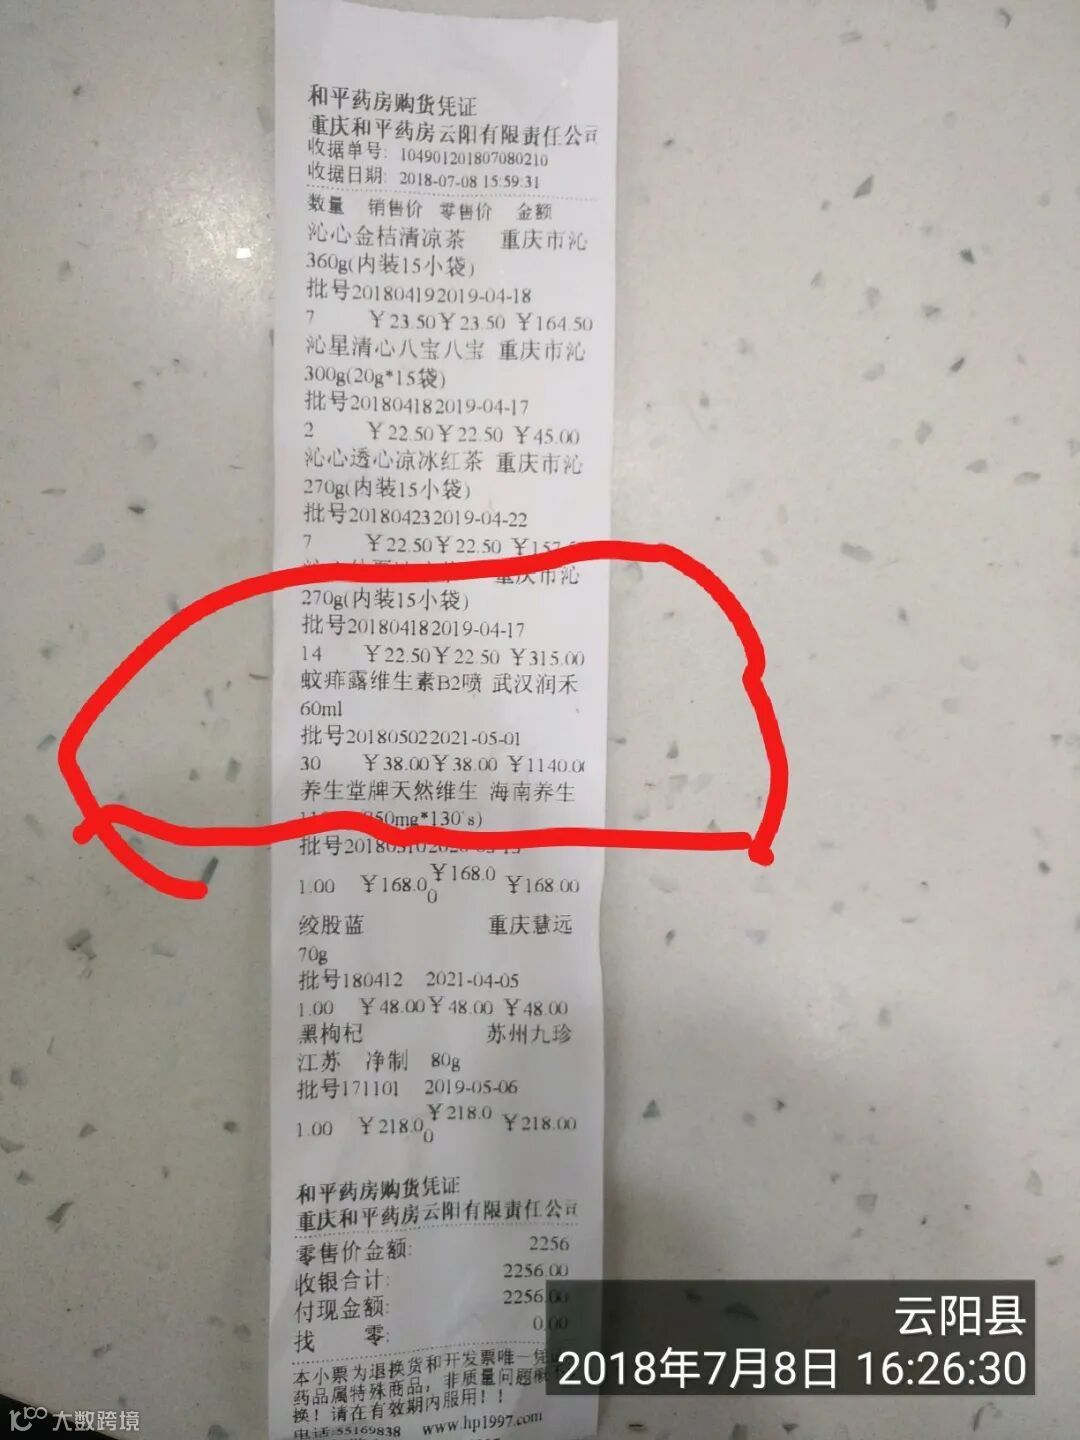 和平药房购货凭证
重庆和平药房云阳有限责任公司
收据单号: 104901201807080210
收据日期: 2018-07-08 15:59:31
数量 销售价 零售价 金额
沁心金桔清凉茶 重庆市沁
360g(内装15小袋)
批号201804192019-04-18
7 ¥23.50¥23.50 ¥164.50
沁星清心八宝八宝 重庆市沁
300g(20g*15袋)
批号201804182019-04-17
2 ¥22.50¥22.50 ¥45.00
沁心透心凉冰红茶 重庆市沁
270g(内装15小袋)
批号201804232019-04-22
7 ¥22.50¥22.50
重庆市沁
270g(内装15小袋)
批号201804182019-04-17
14 ¥22.50¥22.50 ¥315.00
蚊痱露维生素B2喷 武汉润禾
60ml
批号201805022021-05-01
30 ¥38.00¥38.00 ¥1140.00
养生堂牌天然维生 海南养生
850mg*130's)
1.00 ¥168.00 ¥168.00 ¥168.00
绞股蓝 重庆慧远
70g
批号180412 2021-04-05
1.00 ¥48.00¥48.00 ¥48.00
黑枸杞 苏州九珍
江苏 净制 80g
批号171101 2019-05-06
1.00 ¥218.00 ¥218.00 ¥218.00
和平药房购货凭证
重庆和平药房云阳有限责任公司
零售价金额: 2256
收银合计: 2256.00
付现金额: 2256.00
找 零: 0.00
本小票为退换货和开发票唯一凭
药品属特殊商品，非质量问题概
换！请在有效期内服用！！
电话:55169838 www.hp1997.com
云阳县
2018年7月8日 16:26:30
大数跨境